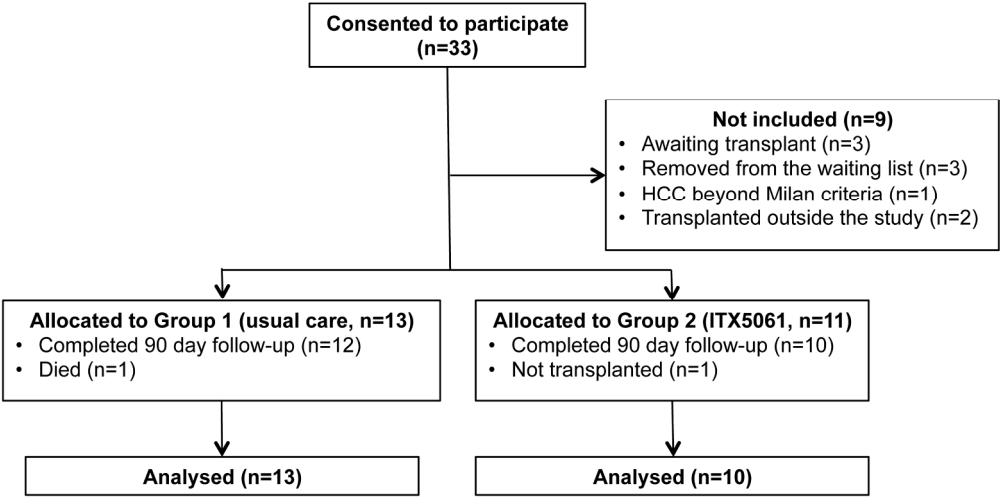 Consented to participate
(n=33)
Not included (n=9)
• Awaiting transplant (n=3)
• Removed from the waiting list (n=3)
• HCC beyond Milan criteria (n=1)
• Transplanted outside the study (n=2)
Allocated to Group 1 (usual care, n=13)
• Completed 90 day follow-up (n=12)
• Died (n=1)
Allocated to Group 2 (ITX5061, n=11)
• Completed 90 day follow-up (n=10)
• Not transplanted (n=1)
Analysed (n=13)
Analysed (n=10)